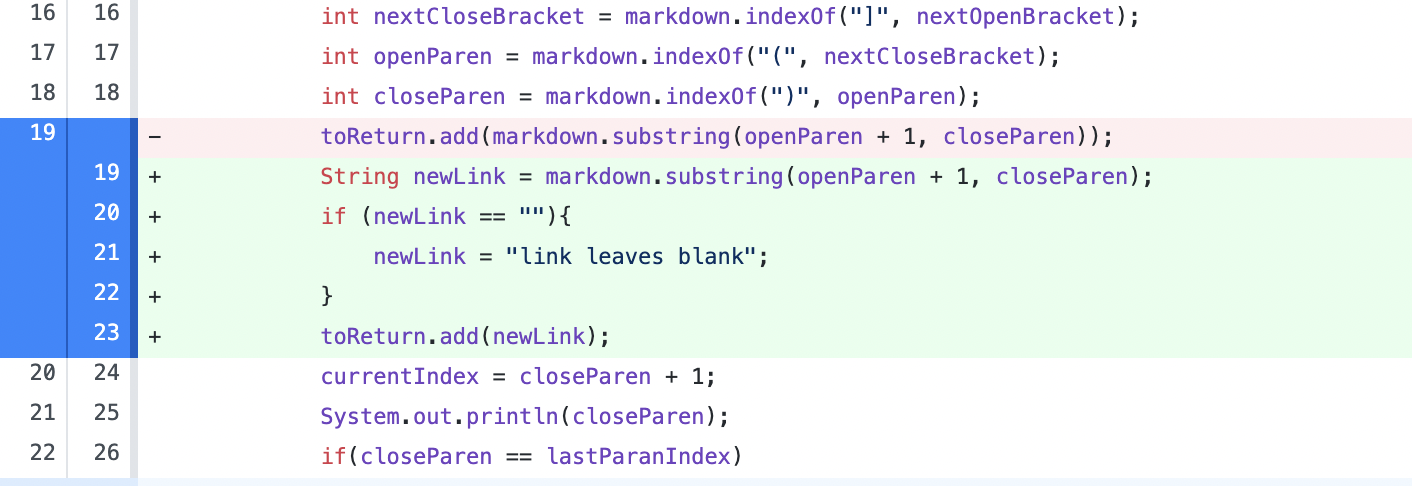 16 16 int nextCloseBracket = markdown.indexOf("]", nextOpenBracket);
17 17 int openParen = markdown.indexOf("(", nextCloseBracket);
18 18 int closeParen = markdown.indexOf(")", openParen);
19 − toReturn.add(markdown.substring(openParen + 1, closeParen));
19 + String newLink = markdown.substring(openParen + 1, closeParen);
20 + if (newLink == ""){
21 + newLink = "link leaves blank";
22 + }
23 + toReturn.add(newLink);
20 24 currentIndex = closeParen + 1;
21 25 System.out.println(closeParen);
22 26 if(closeParen == lastParanIndex)